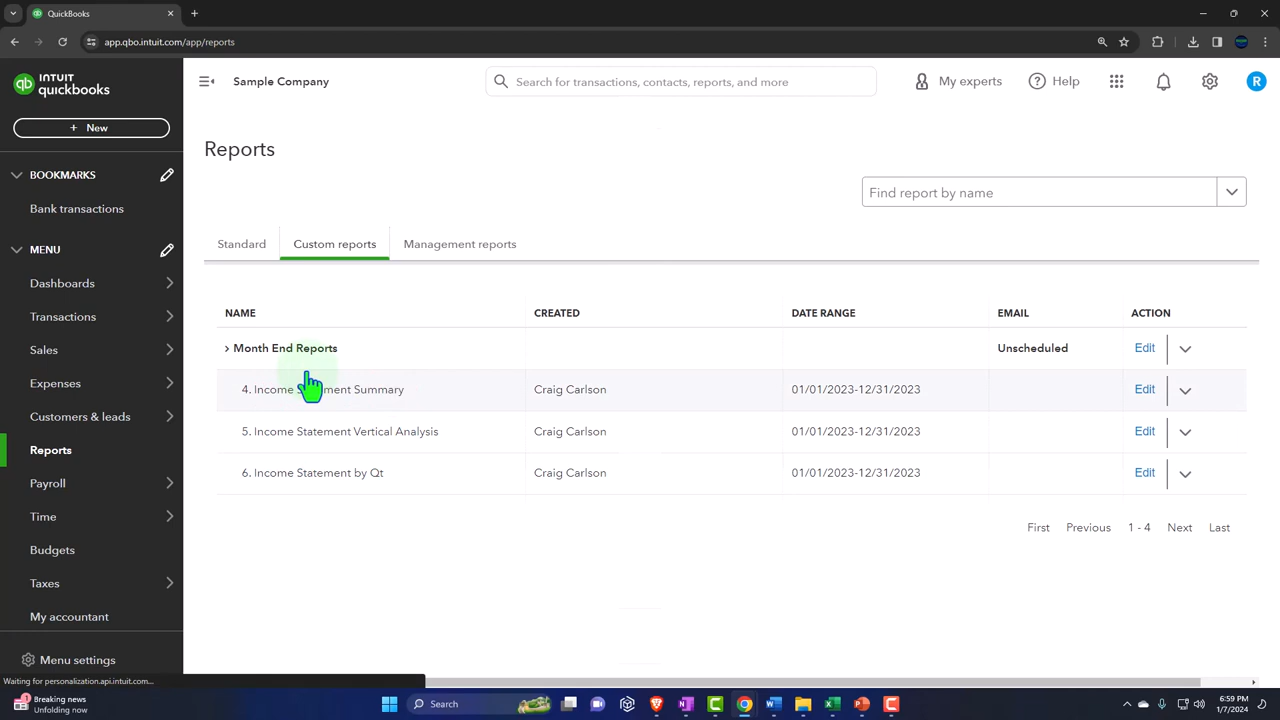 QuickBooks
app.qbo.intuit.com/app/reports
INTUIT
quickbooks
Sample Company
Search for transactions, contacts, reports, and more
My experts
Help
R
+ New
BOOKMARKS
Bank transactions
MENU
Dashboards
Transactions
Sales
Expenses
Customers & leads
Reports
Payroll
Time
Budgets
Taxes
My accountant
Menu settings
Reports
Find report by name
Standard
Custom reports
Management reports
NAME CREATED DATE RANGE EMAIL ACTION
Month End Reports Unscheduled Edit
4. Income Statement Summary Craig Carlson 01/01/2023-12/31/2023 Edit
5. Income Statement Vertical Analysis Craig Carlson 01/01/2023-12/31/2023 Edit
6. Income Statement by Qt Craig Carlson 01/01/2023-12/31/2023 Edit
First Previous 1 - 4 Next Last
Waiting for personalization.api.intuit.com...
1
Breaking news
Unfolding now
Search
6:59 PM
1/7/2024